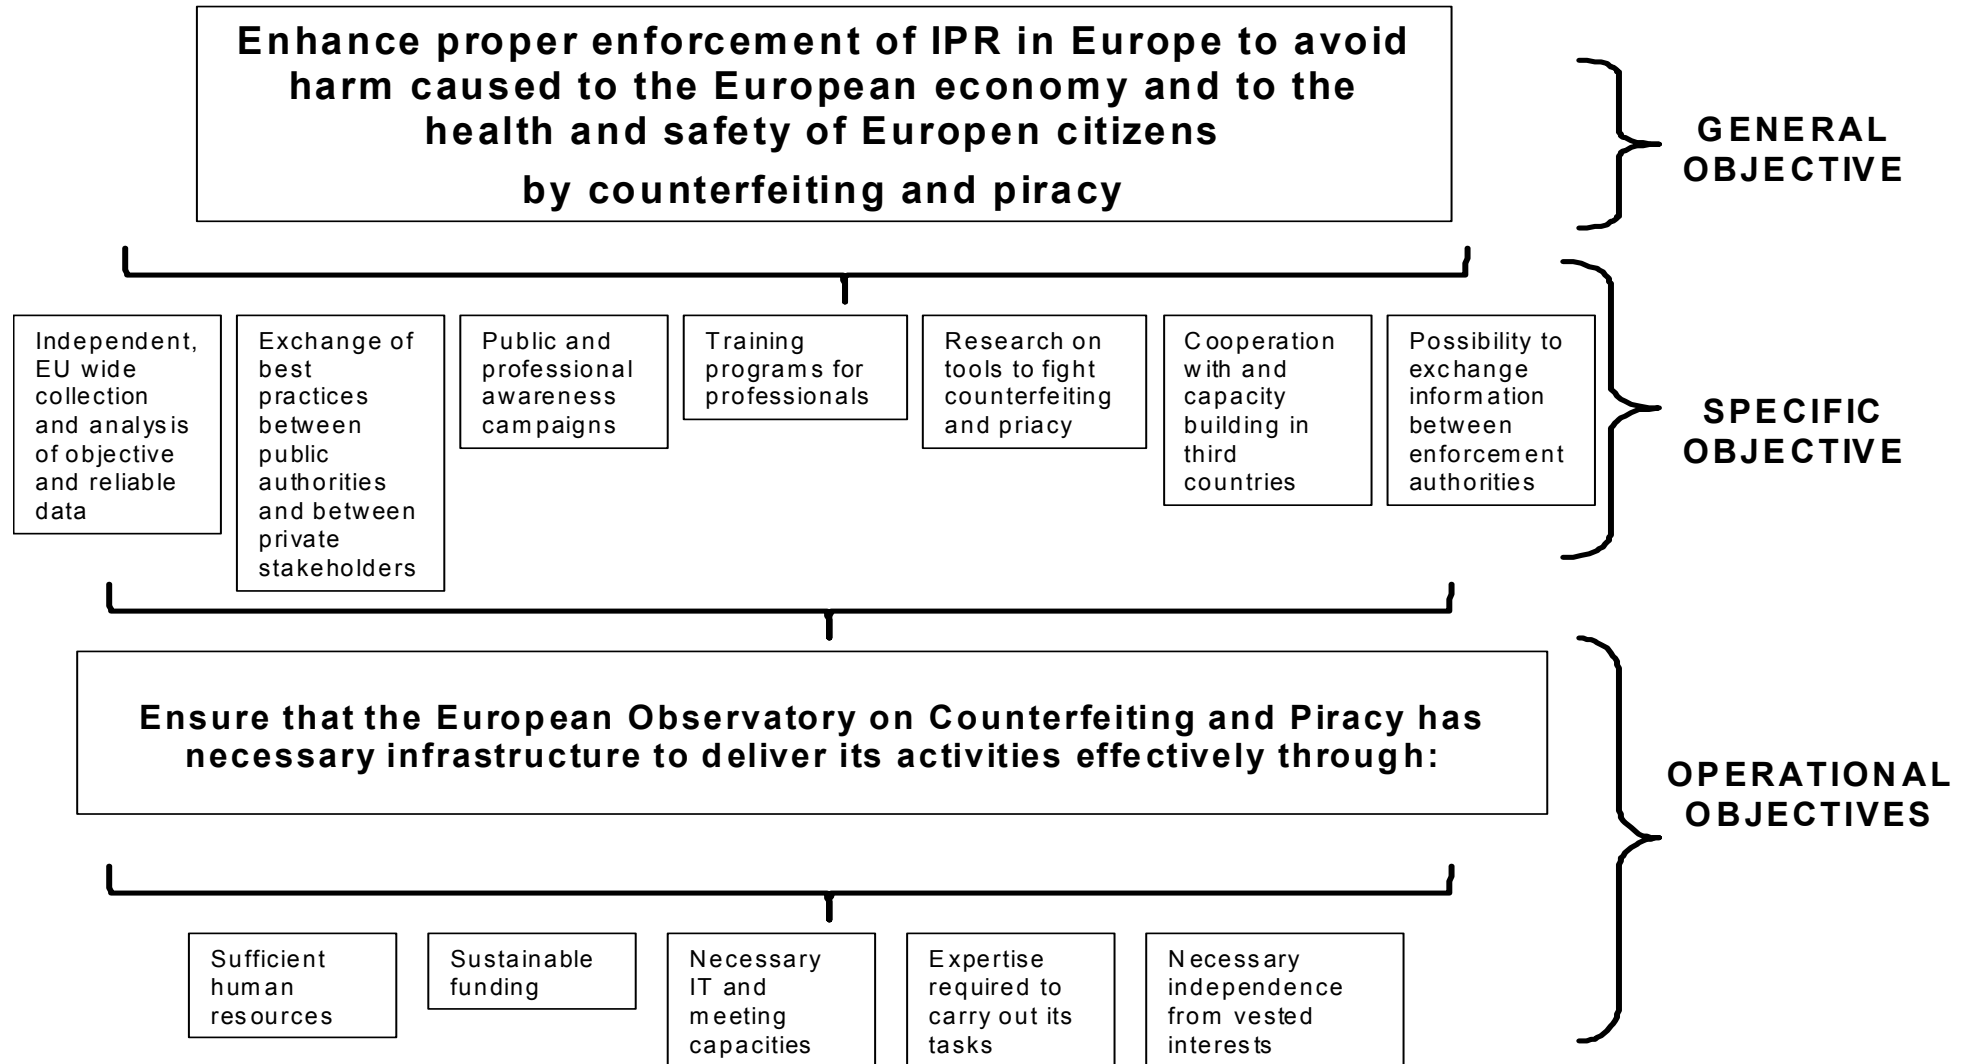 Enhance proper enforcement of IPR in Europe to avoid
harm caused to the European economy and to the
health and safety of Europen citizens
by counterfeiting and piracy
GENERAL
OBJECTIVE
Independent,
EU wide
collection
and analysis
of objective
and reliable
data
Exchange of
best
practices
between
public
authorities
and between
private
stakeholders
Public and
professional
awareness
campaigns
Training
programs for
professionals
Research on
tools to fight
counterfeiting
and priacy
Cooperation
with and
capacity
building in
third
countries
Possibility to
exchange
information
between
enforcement
authorities
SPECIFIC
OBJECTIVE
Ensure that the European Observatory on Counterfeiting and Piracy has
necessary infrastructure to deliver its activities effectively through:
OPERATIONAL
OBJECTIVES
Sufficient
human
resources
Sustainable
funding
Necessary
IT and
meeting
capacities
Expertise
required to
carry out its
tasks
Necessary
independence
from vested
interests